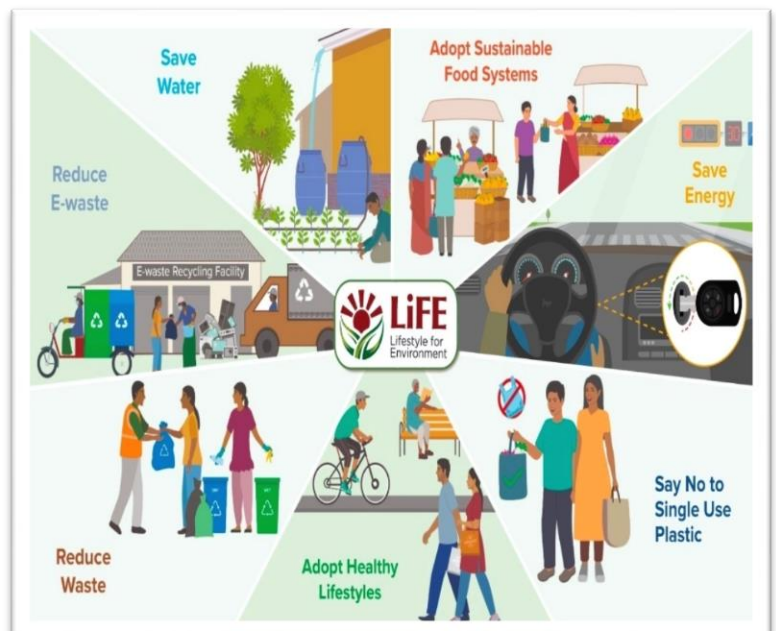 Save
Water
Adopt Sustainable
Food Systems
Save
Energy
Reduce
E-waste
E-waste Recycling Facility
LiFE
Lifestyle for
Environment
Say No to
Single Use
Plastic
Adopt Healthy
Lifestyles
Reduce
Waste